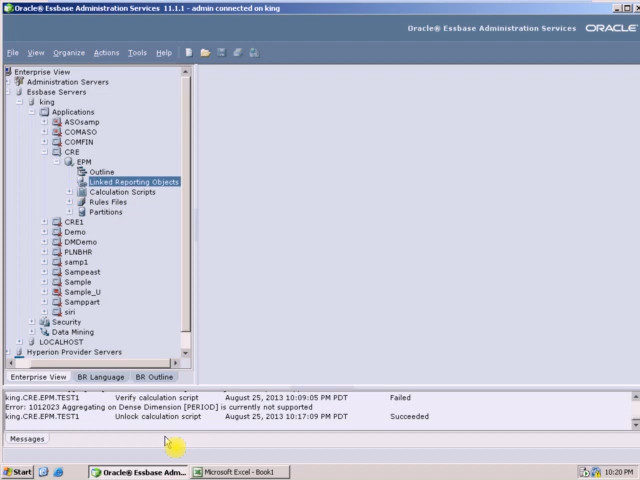 Oracle® Essbase Administration Services 11.1.1 - admin connected on king
Oracle® Essbase Administration Services ORACLE
File View Organize Actions Tools Help
Enterprise View
Administration Servers
Essbase Servers
king
Applications
ASOsamp
COMASO
COMFIN
CRE
EPM
Outline
Linked Reporting Objects
Calculation Scripts
Rules Files
Partitions
CRE1
Demo
DMDemo
PLNBHR
samp1
Sampeast
Sample
Sample_U
Samppart
siri
Security
Data Mining
LOCALHOST
Hyperion Provider Servers
Enterprise View BR Language BR Outline
king.CRE.EPM.TEST1 Verify calculation script August 25, 2013 10:09:05 PM PDT Failed
Error: 1012023 Aggregating on Dense Dimension [PERIOD] is currently not supported
king.CRE.EPM.TEST1 Unlock calculation script August 25, 2013 10:17:09 PM PDT Succeeded
Messages
Start Oracle® Essbase Adm... Microsoft Excel - Book1 10:20 PM